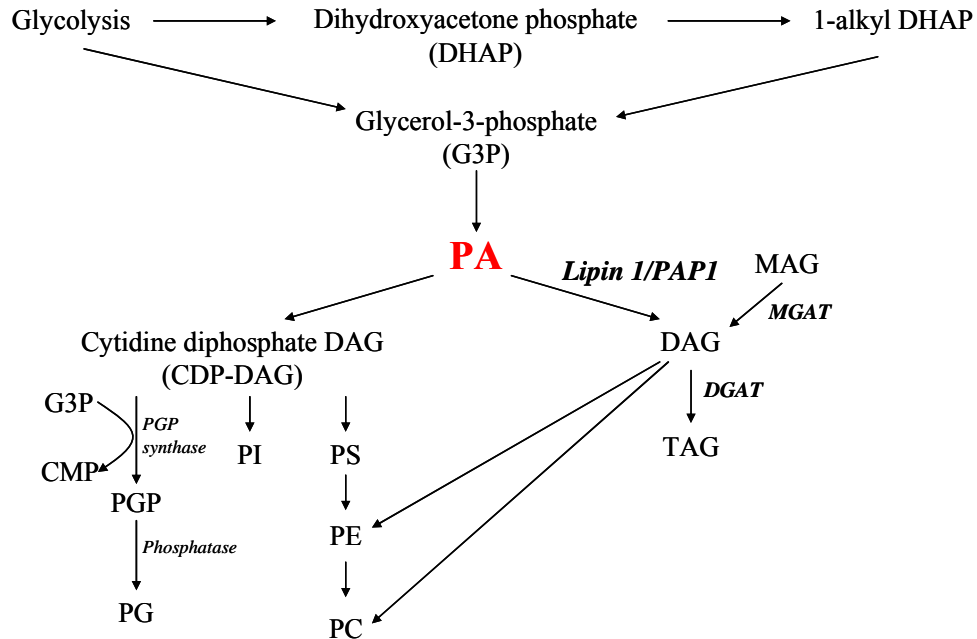 Glycolysis
Dihydroxyacetone phosphate
(DHAP)
1-alkyl DHAP
Glycerol-3-phosphate
(G3P)
PA
Lipin 1/PAP1
MAG
MGAT
Cytidine diphosphate DAG
(CDP-DAG)
DAG
DGAT
TAG
G3P
PGP
synthase
CMP
PI
PS
PGP
PE
Phosphatase
PG
PC